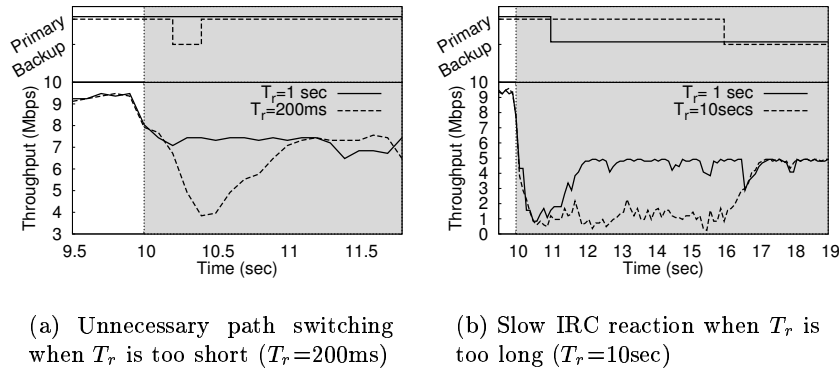 Primary
Backup
10
9
8
7
6
5
4
3
Throughput (Mbps)
T_r=1 sec
T_r=200ms
9.5 10 10.5 11 11.5
Time (sec)
(a) Unnecessary path switching
when T_r is too short (T_r=200ms)
Primary
Backup
10
9
8
7
6
5
4
3
2
1
0
Throughput (Mbps)
T_r= 1 sec
T_r=10secs
10 11 12 13 14 15 16 17 18 19
Time (sec)
(b) Slow IRC reaction when T_r is
too long (T_r=10sec)